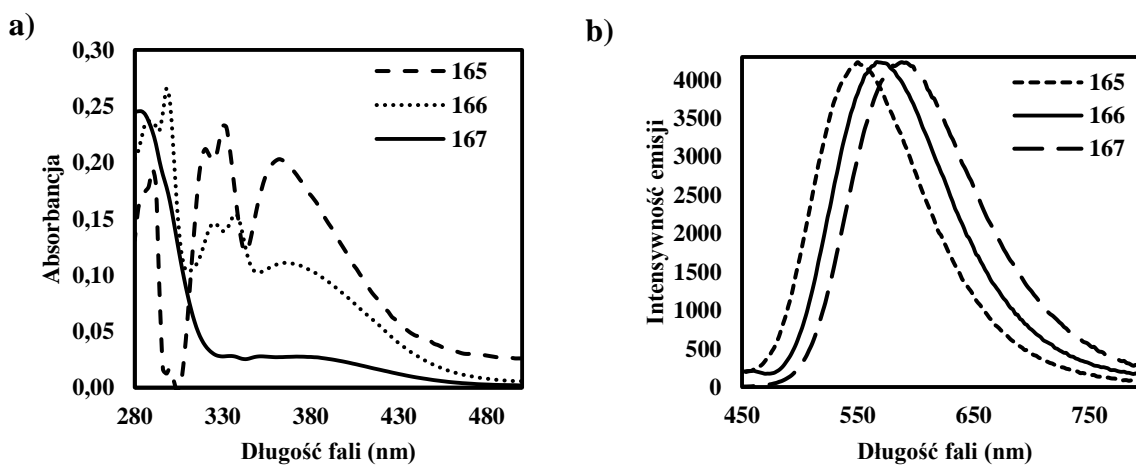 a)
0,30
0,25
0,20
0,15
0,10
0,05
0,00
280 330 380 430 480
Absorbancja
Długość fali (nm)
165
166
167
b)
4000
3500
3000
2500
2000
1500
1000
500
0
450 550 650 750
Intensywność emisji
Długość fali (nm)
165
166
167